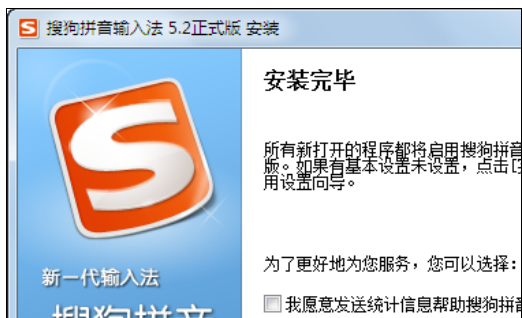 搜狗拼音输入法 5.2正式版 安装
安装完毕
所有新打开的程序都将启用搜狗拼音
版。如果有基本设置未设置，点击
用设置向导。
为了更好地为您服务，您可以选择：
我愿意发送统计信息帮助搜狗拼音
新一代输入法
搜狗拼音